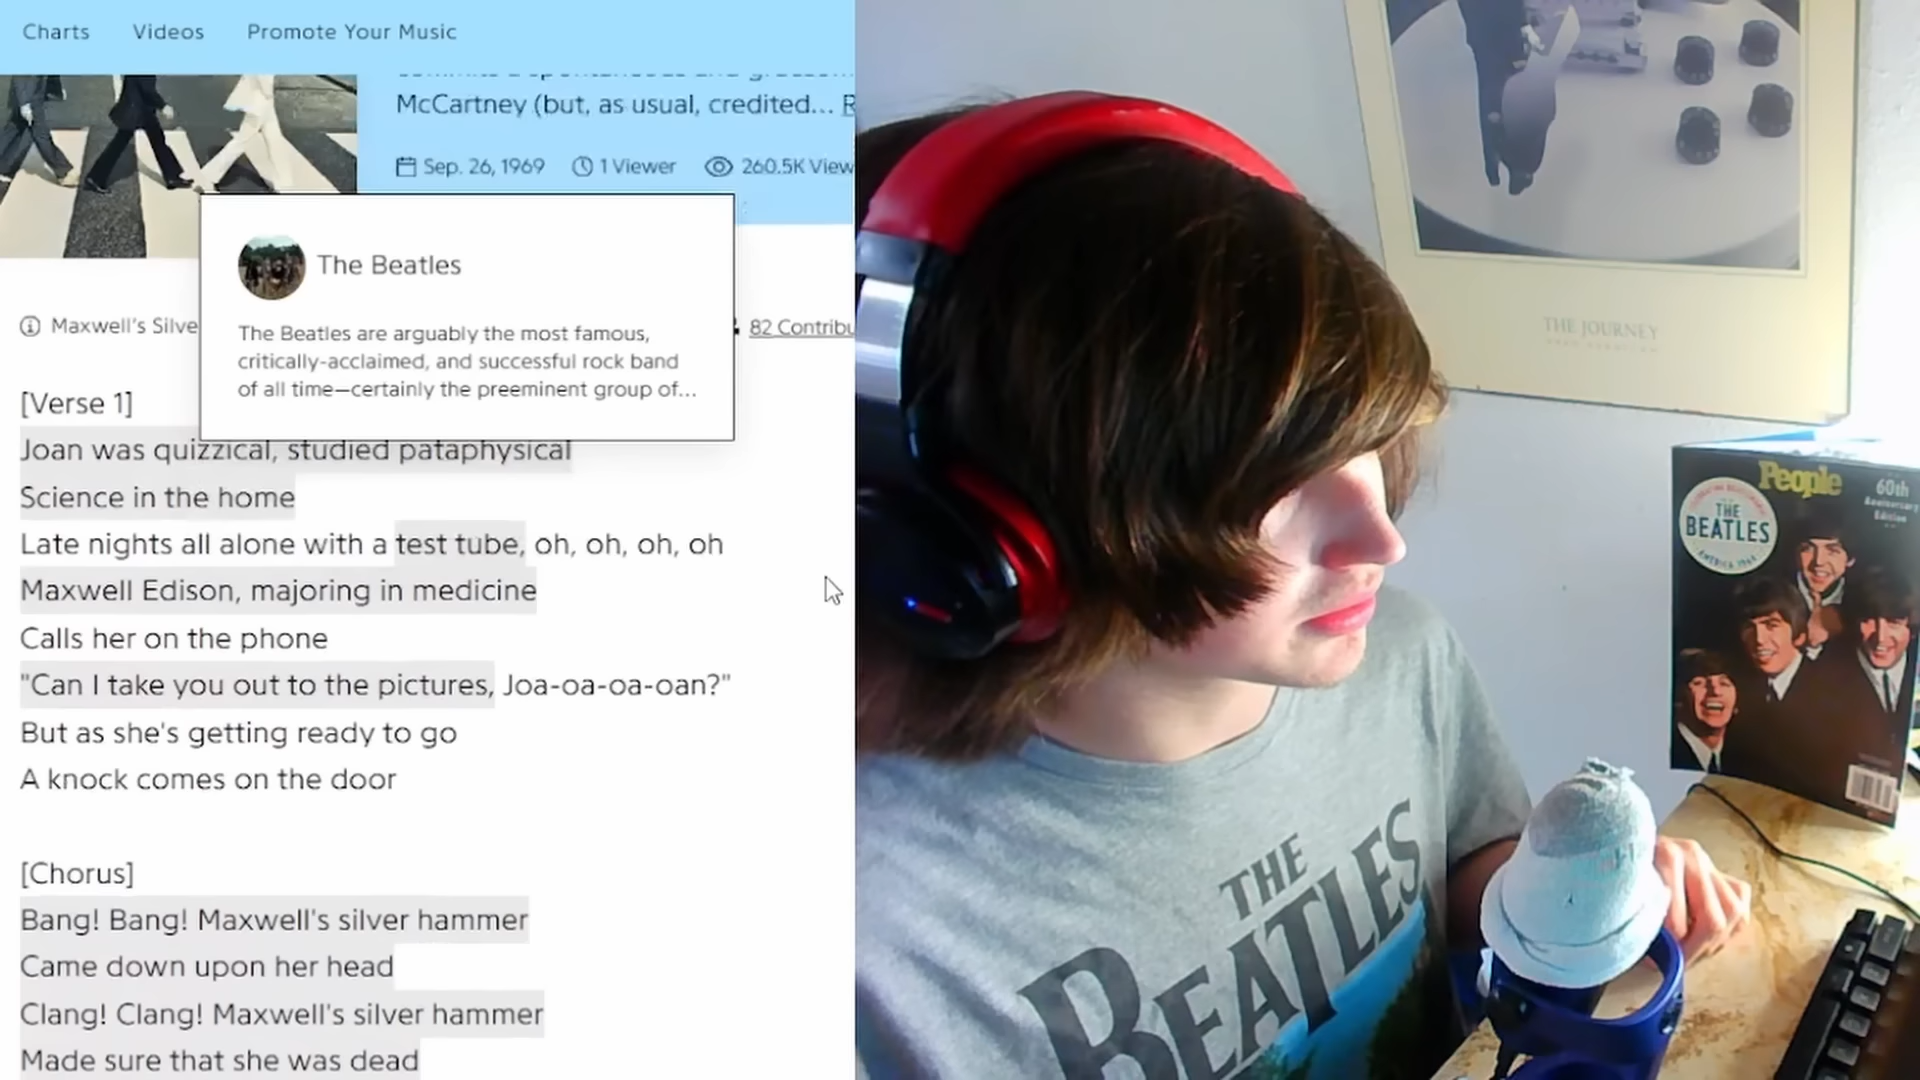 Charts Videos Promote Your Music
McCartney (but, as usual, credited...
Sep. 26, 1969 1 Viewer 260.5K View
The Beatles
The Beatles are arguably the most famous,
critically-acclaimed, and successful rock band
of all time—certainly the preeminent group of...
Maxwell's Silve
82 Contribu
[Verse 1]
Joan was quizzical, studied pataphysical
Science in the home
Late nights all alone with a test tube, oh, oh, oh, oh
Maxwell Edison, majoring in medicine
Calls her on the phone
"Can I take you out to the pictures, Joa-oa-oa-oan?"
But as she's getting ready to go
A knock comes on the door
[Chorus]
Bang! Bang! Maxwell's silver hammer
Came down upon her head
Clang! Clang! Maxwell's silver hammer
Made sure that she was dead
THE JOURNEY
People
60th
Anniversary
Edition
THE
BEATLES
AMERICA 1964
THE
BEATLES